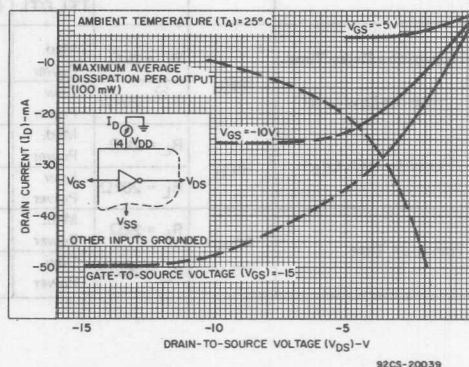 AMBIENT TEMPERATURE (TA)=25°C
VGS=-5V
-10
MAXIMUM AVERAGE
DISSIPATION PER OUTPUT
(100 mW)
ID
14
VDD
VGS
VDS
VSS
OTHER INPUTS GROUNDED
VGS=-10V
-20
-30
-40
-50
GATE-TO-SOURCE VOLTAGE (VGS)=-15
DRAIN CURRENT (ID)-mA
-15
-10
-5
0
DRAIN-TO-SOURCE VOLTAGE (VDS)-V
92CS-20039